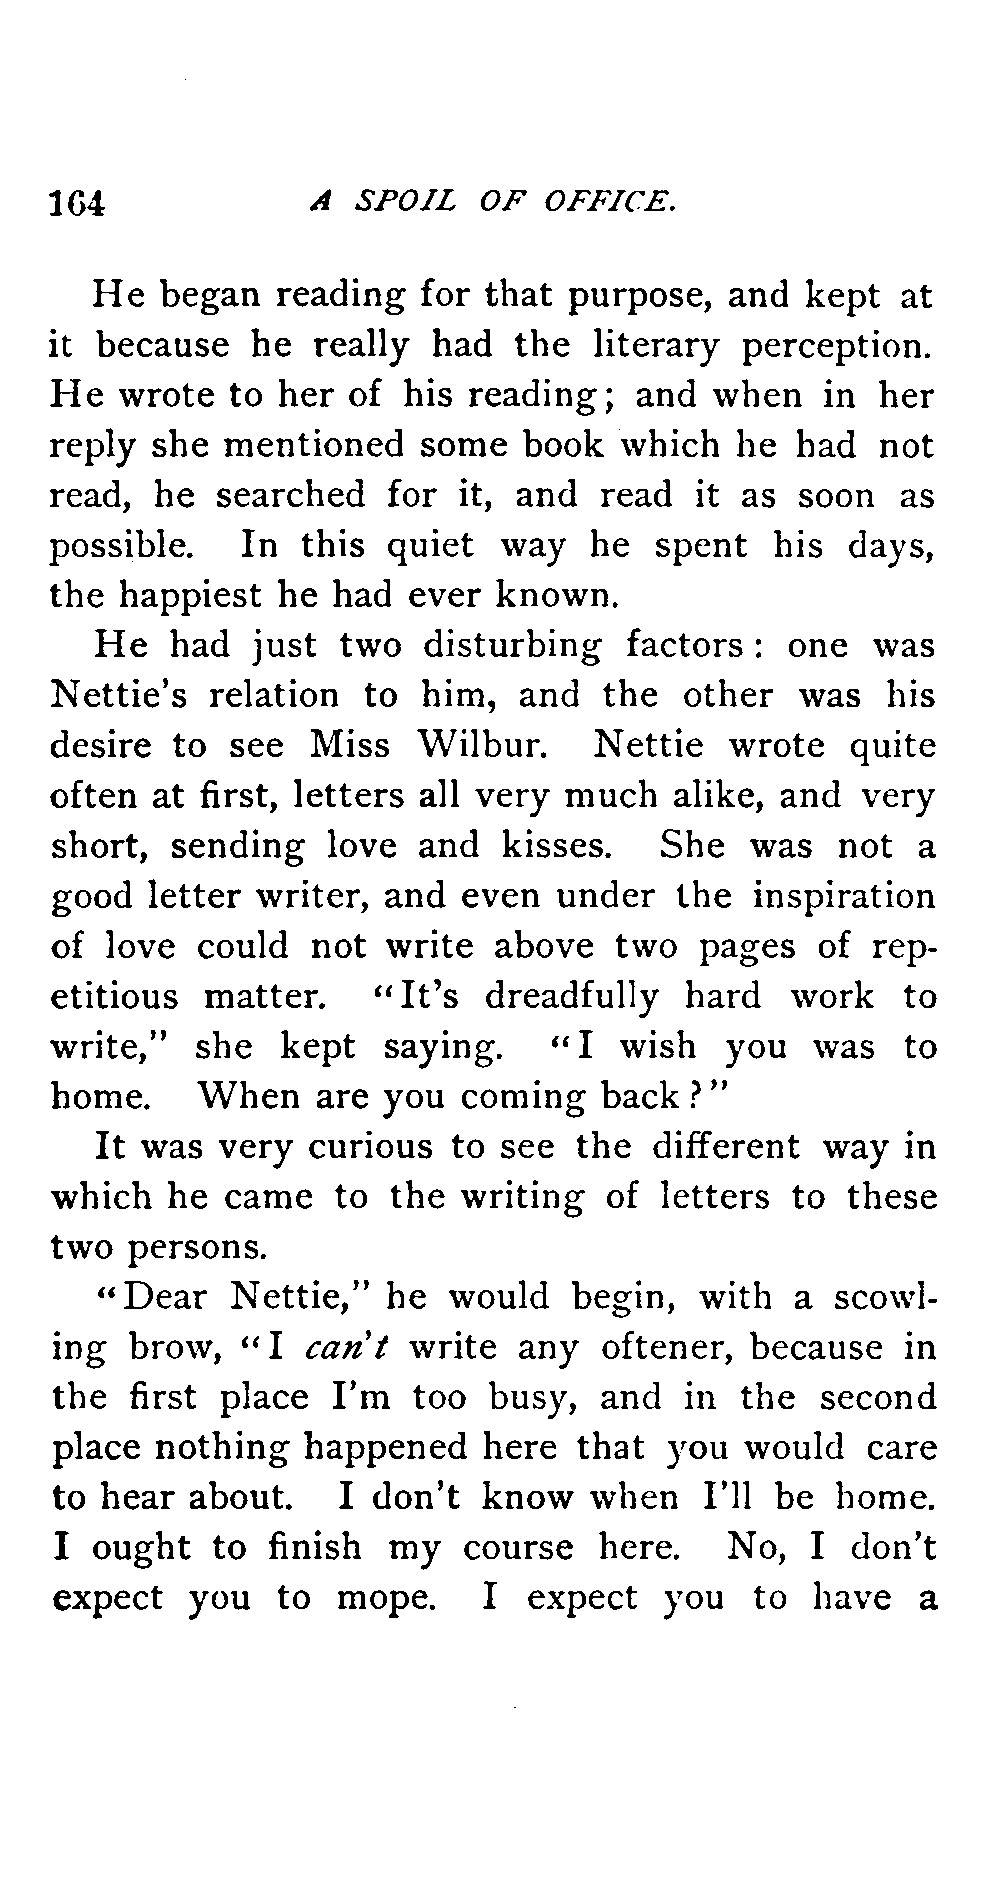 164 A SPOIL OF OFFICE.
He began reading for that purpose, and kept at
it because he really had the literary perception.
He wrote to her of his reading; and when in her
reply she mentioned some book which he had not
read, he searched for it, and read it as soon as
possible. In this quiet way he spent his days,
the happiest he had ever known.
He had just two disturbing factors: one was
Nettie's relation to him, and the other was his
desire to see Miss Wilbur. Nettie wrote quite
often at first, letters all very much alike, and very
short, sending love and kisses. She was not a
good letter writer, and even under the inspiration
of love could not write above two pages of rep-
etitious matter. "It's dreadfully hard work to
write," she kept saying. "I wish you was to
home. When are you coming back?"
It was very curious to see the different way in
which he came to the writing of letters to these
two persons.
"Dear Nettie," he would begin, with a scowl-
ing brow, "I can't write any oftener, because in
the first place I'm too busy, and in the second
place nothing happened here that you would care
to hear about. I don't know when I'll be home.
I ought to finish my course here. No, I don't
expect you to mope. I expect you to have a